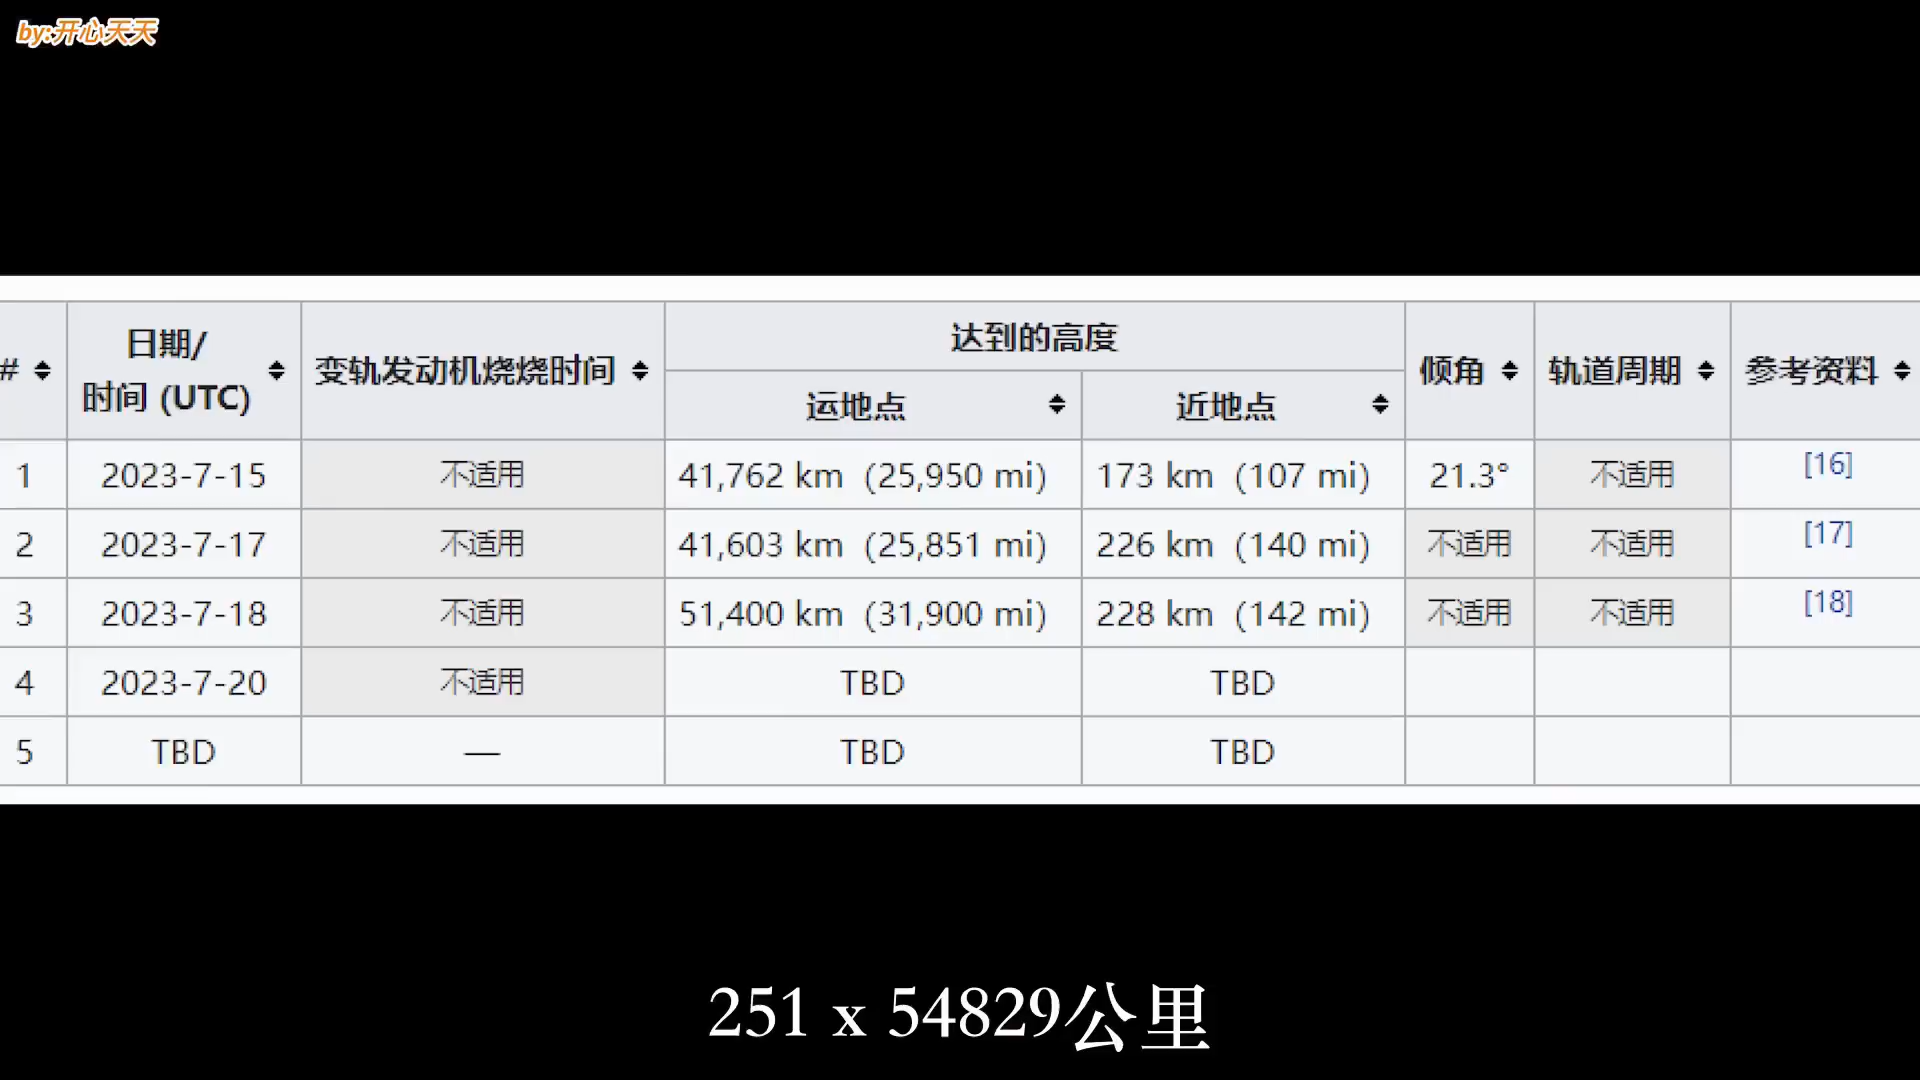 by:开心天天
# 日期/ 时间 (UTC) 变轨发动机烧烧时间 达到的高度 倾角 轨道周期 参考资料
运地点 近地点
1 2023-7-15 不适用 41,762 km (25,950 mi) 173 km (107 mi) 21.3° 不适用 [16]
2 2023-7-17 不适用 41,603 km (25,851 mi) 226 km (140 mi) 不适用 不适用 [17]
3 2023-7-18 不适用 51,400 km (31,900 mi) 228 km (142 mi) 不适用 不适用 [18]
4 2023-7-20 不适用 TBD TBD
5 TBD — TBD TBD
251 x 54829公里